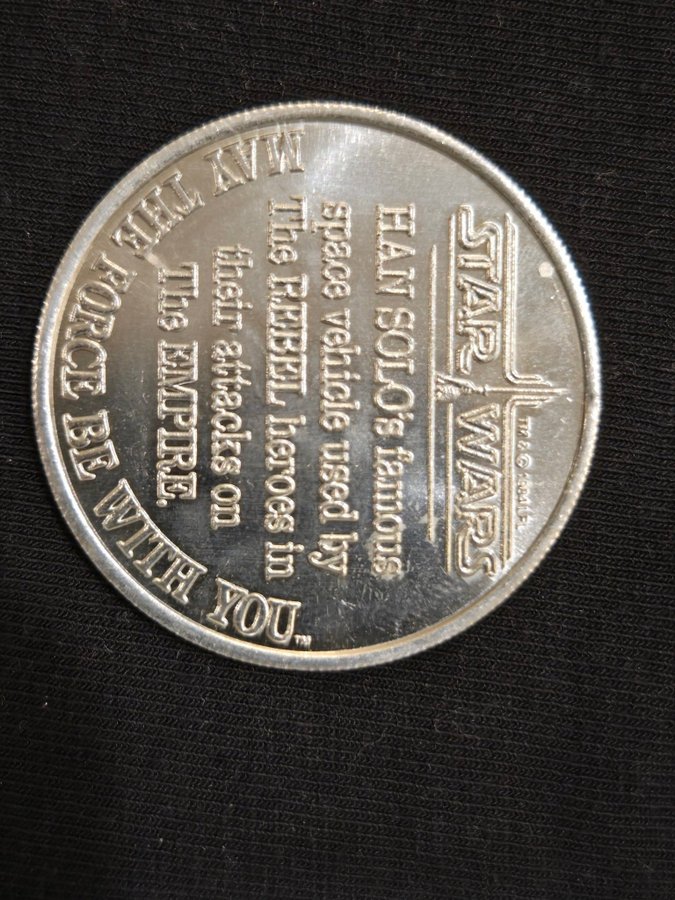 STAR WARS
HAN SOLO's famous
space vehicle used by
The REBEL heroes in
their attacks on
The EMPIRE.
MAY THE FORCE BE WITH YOU™